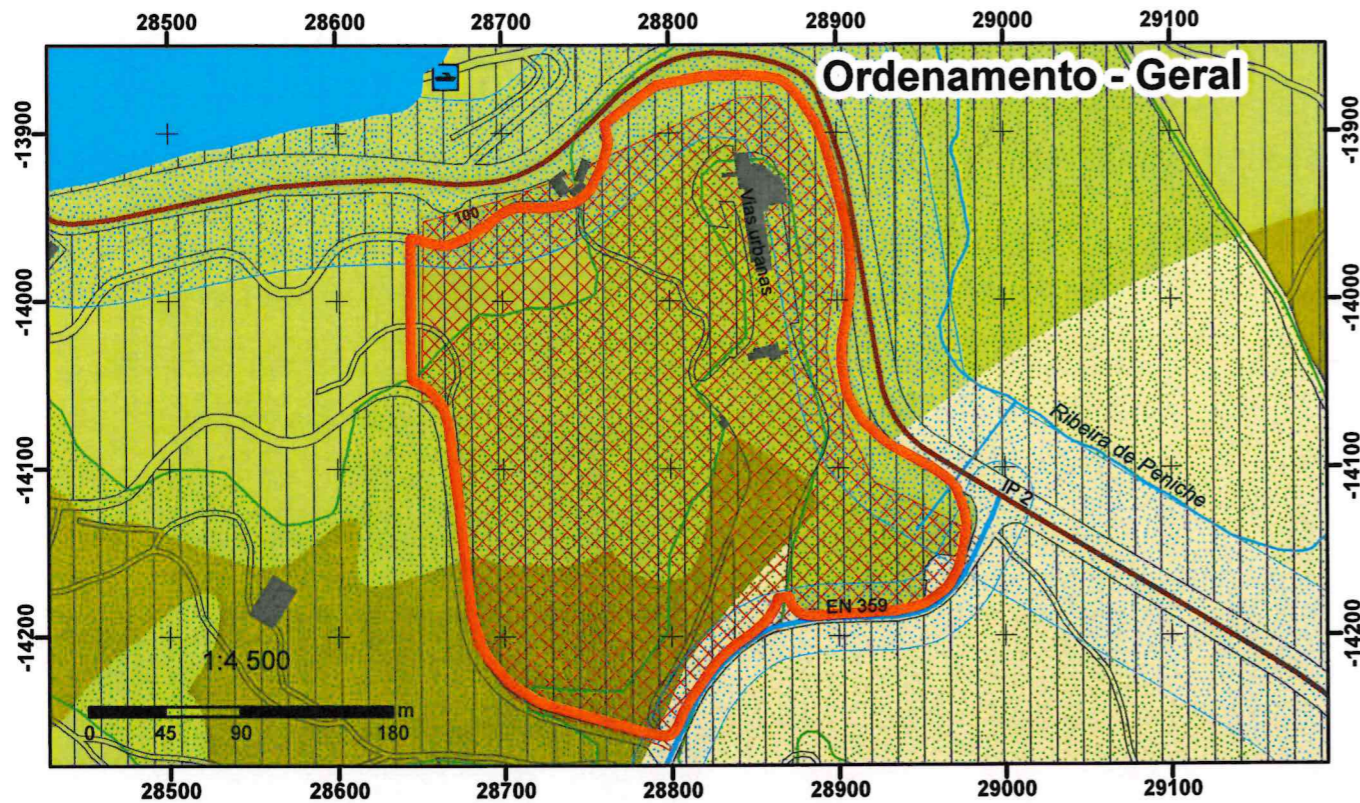 28500 28600 28700 28800 28900 29000 29100
Ordenamento - Geral
-13900 -13900
100
Vias urbanas
-14000 -14000
Ribeira de Peniche
-14100 -14100
IP 2
EN 359
-14200 -14200
1:4 500
m
0 45 90 180
28500 28600 28700 28800 28900 29000 29100